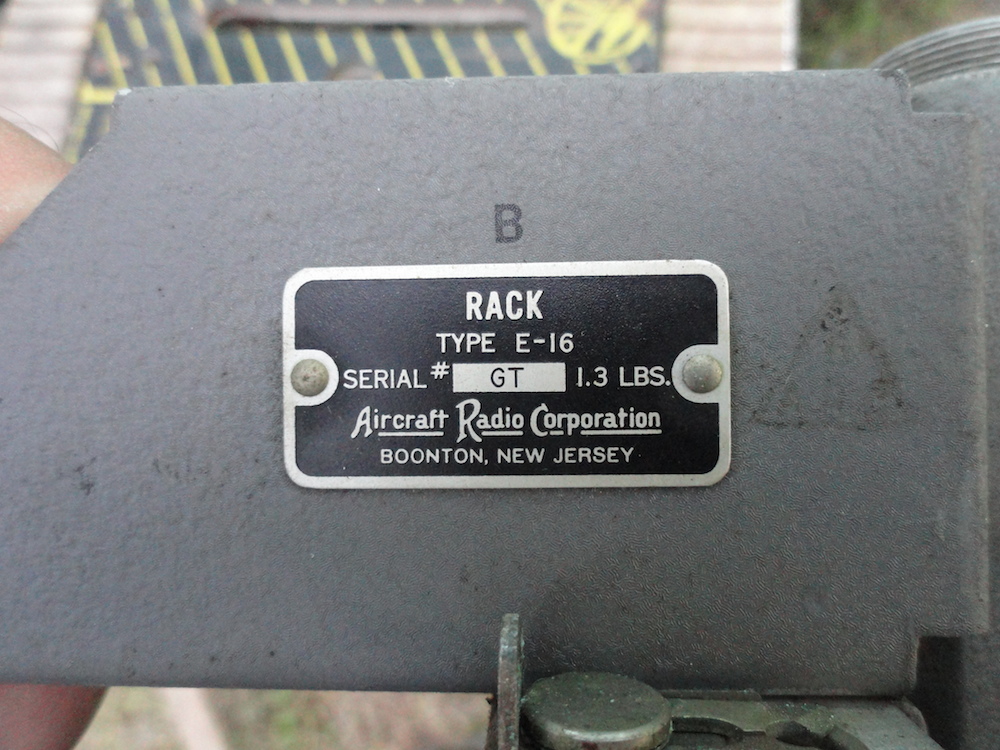 B
RACK
TYPE E-16
SERIAL # GT 1.3 LBS.
Aircraft Radio Corporation
BOONTON, NEW JERSEY